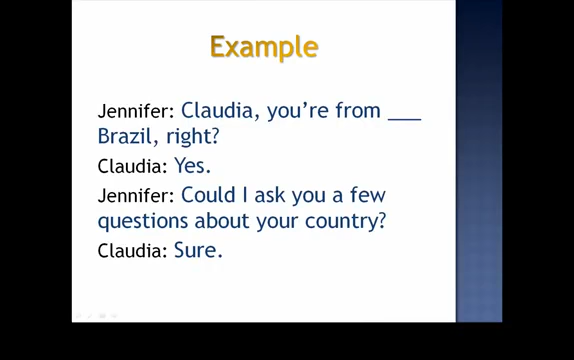 Example
Jennifer: Claudia, you're from ___
Brazil, right?
Claudia: Yes.
Jennifer: Could I ask you a few
questions about your country?
Claudia: Sure.